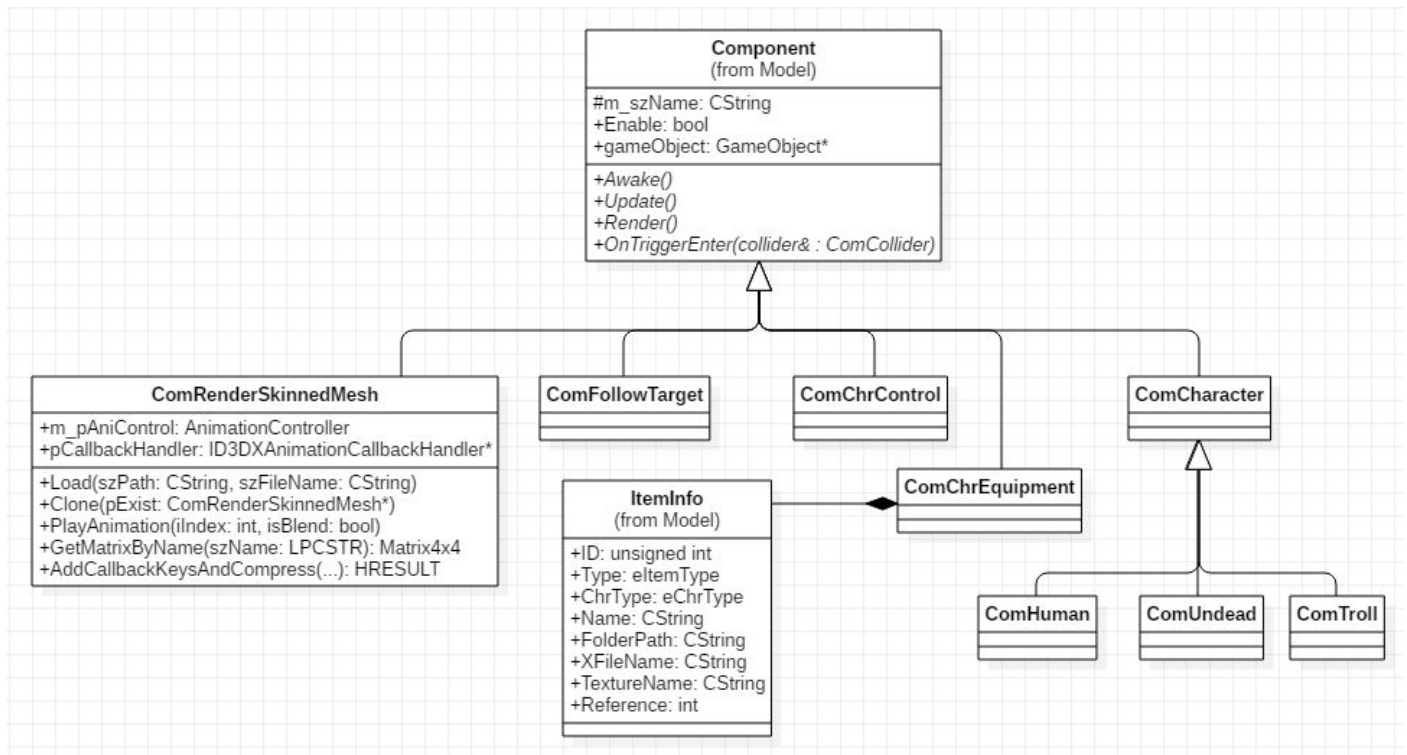 Component
(from Model)
#m_szName: CString
+Enable: bool
+gameObject: GameObject*
+Awake()
+Update()
+Render()
+OnTriggerEnter(collider& : ComCollider)
ComRenderSkinnedMesh
+m_pAniControl: AnimationController
+pCallbackHandler: ID3DXAnimationCallbackHandler*
+Load(szPath: CString, szFileName: CString)
+Clone(pExist: ComRenderSkinnedMesh*)
+PlayAnimation(iIndex: int, isBlend: bool)
+GetMatrixByName(szName: LPCSTR): Matrix4x4
+AddCallbackKeysAndCompress(...): HRESULT
ComFollowTarget
ComChrControl
ComCharacter
ComChrEquipment
ItemInfo
(from Model)
+ID: unsigned int
+Type: eItemType
+ChrType: eChrType
+Name: CString
+FolderPath: CString
+XFileName: CString
+TextureName: CString
+Reference: int
ComHuman
ComUndead
ComTroll